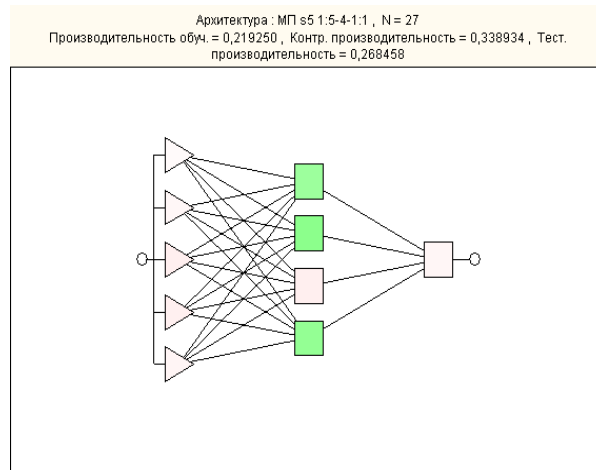 Архитектура : МП s5 1:5-4-1:1 , N = 27
Производительность обуч. = 0,219250 , Контр. производительность = 0,338934 , Тест.
производительность = 0,268458